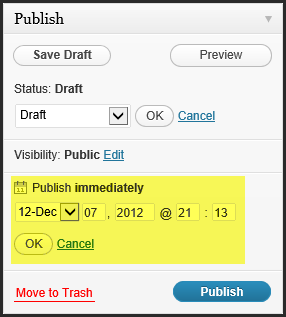 Publish
Save Draft Preview
Status: Draft
Draft OK Cancel
Visibility: Public Edit
11 Publish immediately
12-Dec 07 , 2012 @ 21 : 13
OK Cancel
Move to Trash Publish